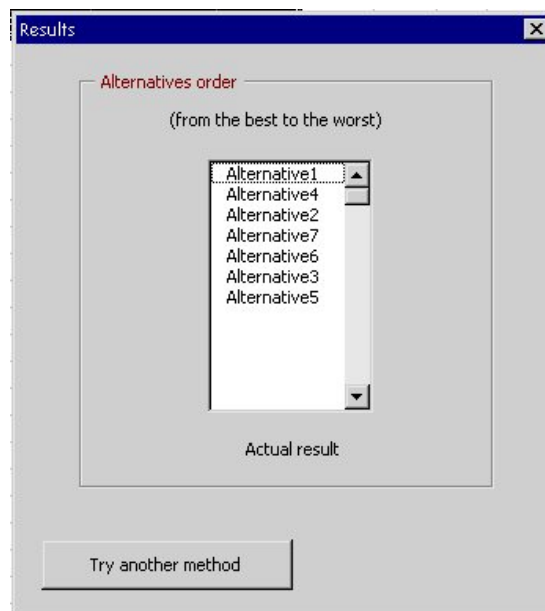 Results
Alternatives order
(from the best to the worst)
Alternative1
Alternative4
Alternative2
Alternative7
Alternative6
Alternative3
Alternative5
Actual result
Try another method